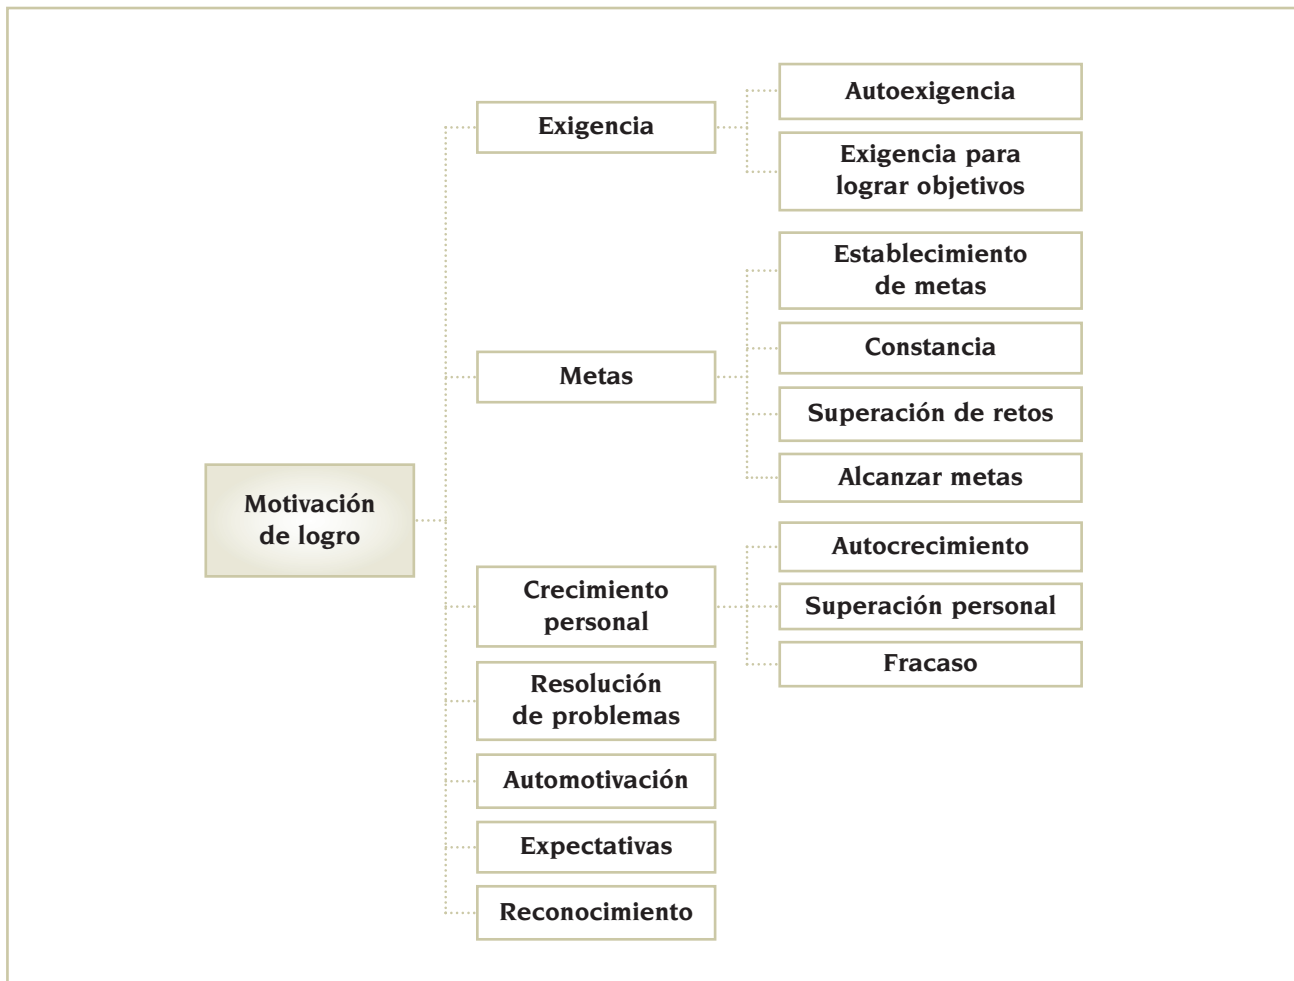 Motivación
de logro
Exigencia
Autoexigencia
Exigencia para
lograr objetivos
Metas
Establecimiento
de metas
Constancia
Superación de retos
Alcanzar metas
Crecimiento
personal
Autocrecimiento
Superación personal
Fracaso
Resolución
de problemas
Automotivación
Expectativas
Reconocimiento